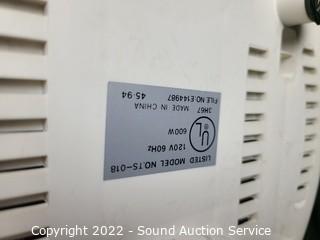 LISTED MODEL NO.TS-018
120V 60Hz
600W
UL
3H67 MADE IN CHINA
FILE NO.E144987
45-94
Copyright © 2022 - Sound Auction Service